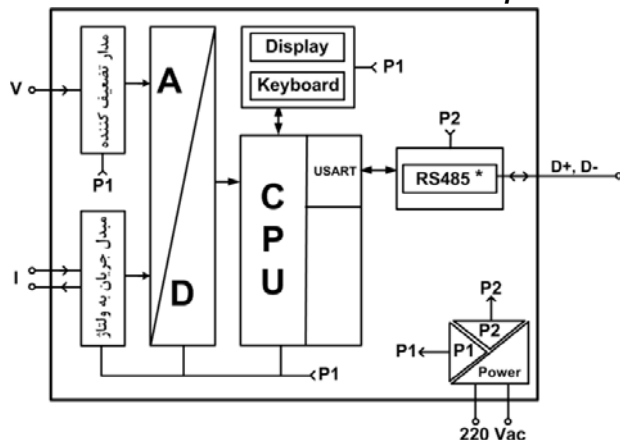 Display
Keyboard
P1
مدار تضعیف کننده
V
A
P1
P2
USART
RS485 *
D+, D-
CPU
مبدل جریان به ولتاژ
I
D
P1
P2
P2
P1
P1
Power
220 Vac